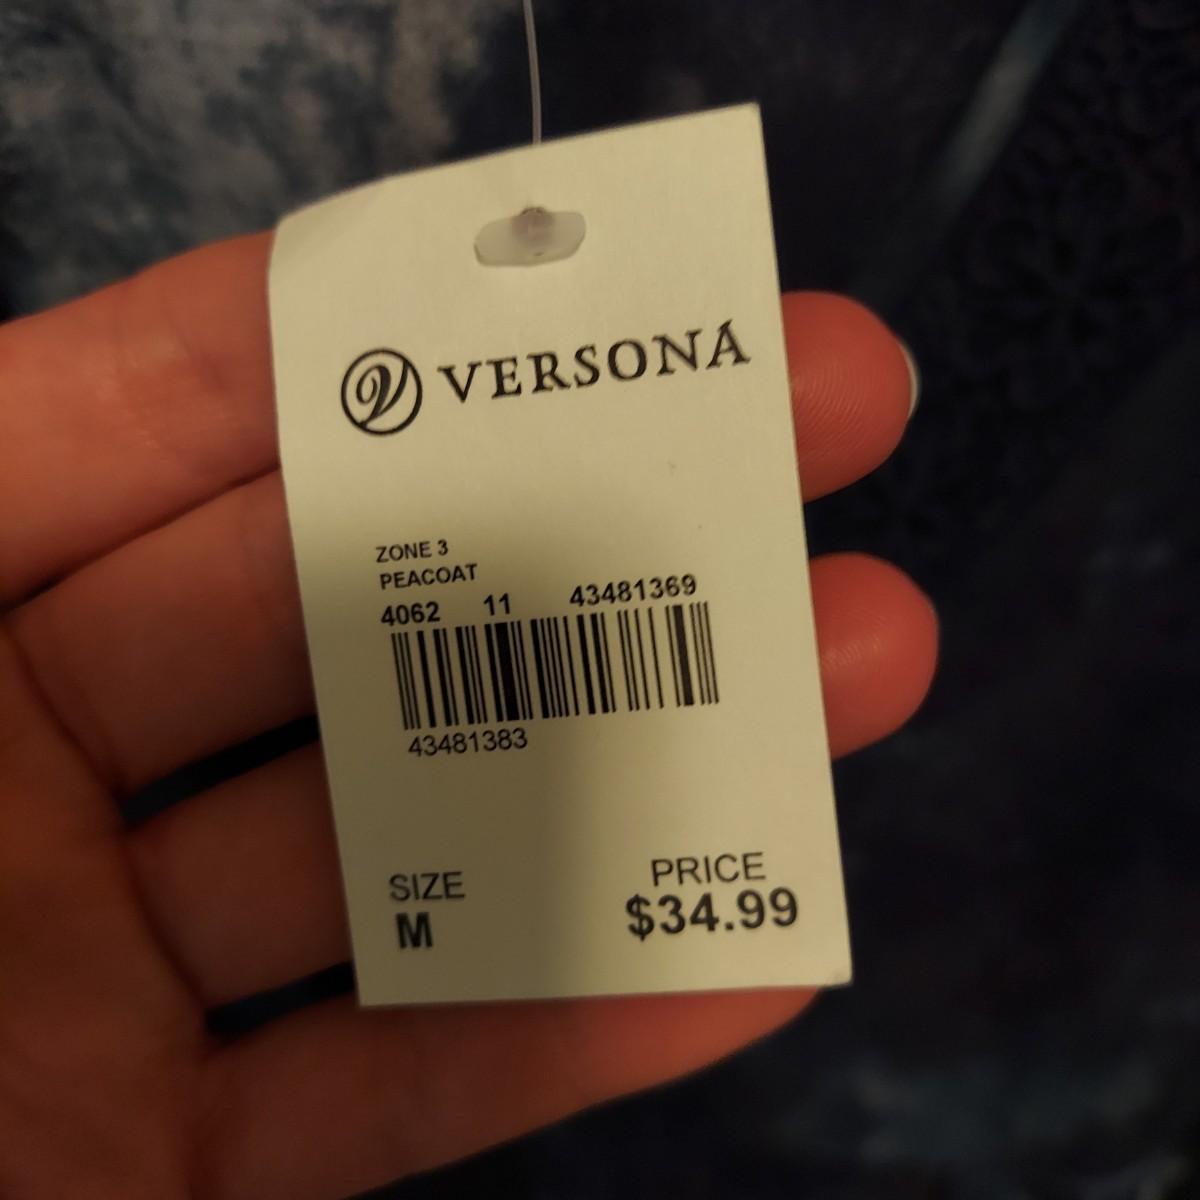 VERSONA
ZONE 3
PEACOAT
4062 11 43481369
43481383
SIZE PRICE
M $34.99